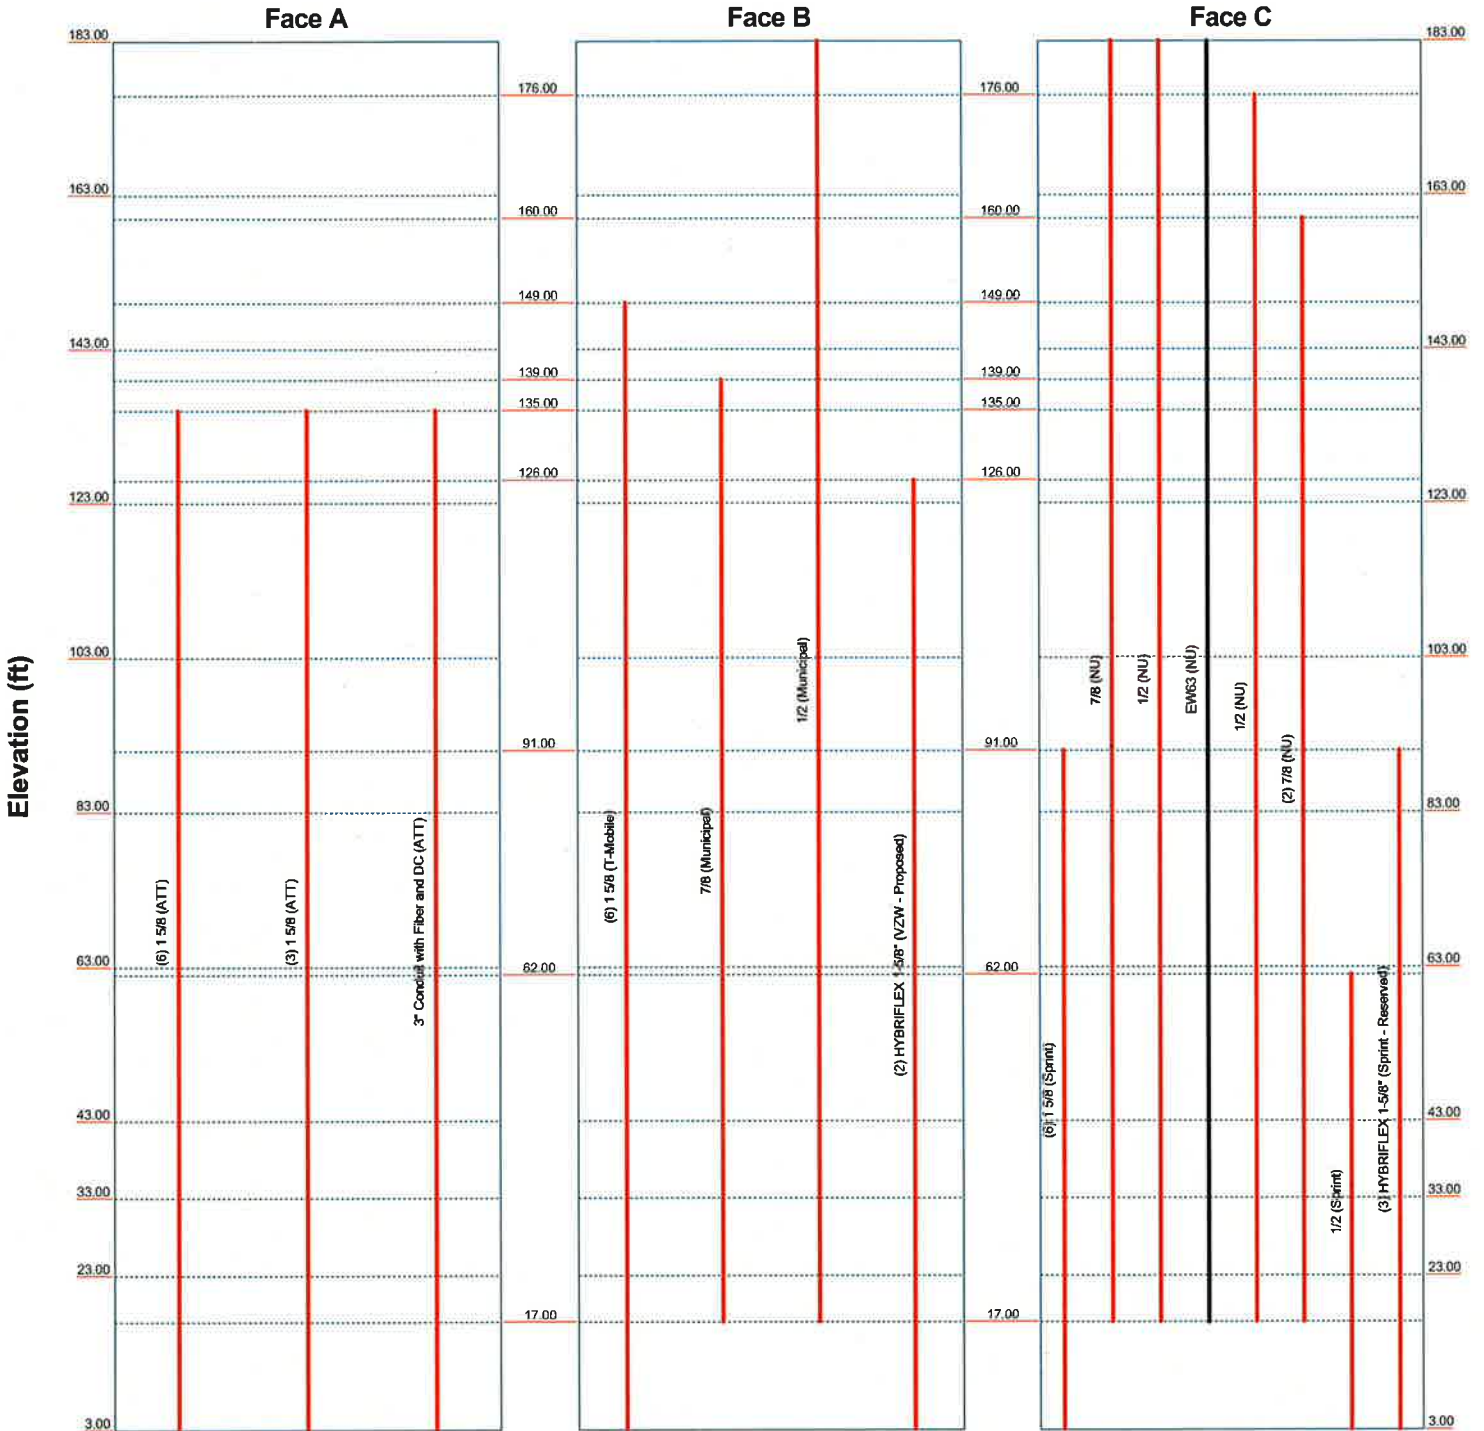 Face A
Face B
Face C
Elevation (ft)
183.00
163.00
143.00
123.00
103.00
83.00
63.00
43.00
33.00
23.00
3.00
(6) 1 5/8 (ATT)
(3) 1 5/8 (ATT)
3" Conduit with Fiber and DC (ATT)
176.00
160.00
149.00
139.00
135.00
126.00
91.00
62.00
17.00
(6) 1 5/8 (T-Mobile)
7/8 (Municipal)
1/2 (Municipal)
(2) HYBRIFLEX 1-5/8" (VZW - Proposed)
176.00
160.00
149.00
139.00
135.00
126.00
91.00
62.00
17.00
(6) 1 5/8 (Sprint)
7/8 (NU)
1/2 (NU)
EW63 (NU)
1/2 (NU)
(2) 7/8 (NU)
1/2 (Sprint)
(3) HYBRIFLEX 1-5/8" (Sprint - Reserved)
183.00
163.00
143.00
123.00
103.00
83.00
63.00
43.00
33.00
23.00
3.00